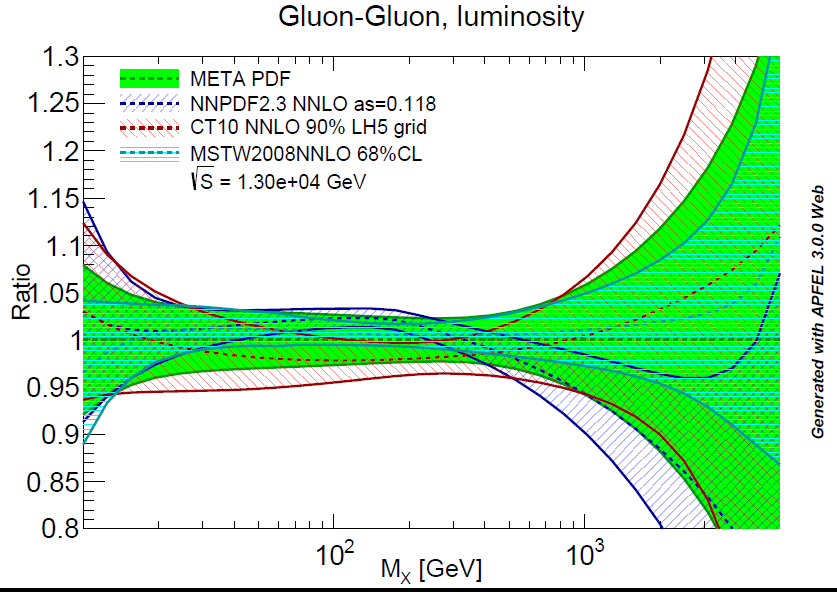 Gluon-Gluon, luminosity
META PDF
NNPDF2.3 NNLO as=0.118
CT10 NNLO 90% LH5 grid
MSTW2008NNLO 68%CL
√S = 1.30e+04 GeV
Ratio
1.3
1.25
1.2
1.15
1.1
1.05
1
0.95
0.9
0.85
0.8
10²
10³
M_X [GeV]
Generated with APFEL 3.0.0 Web